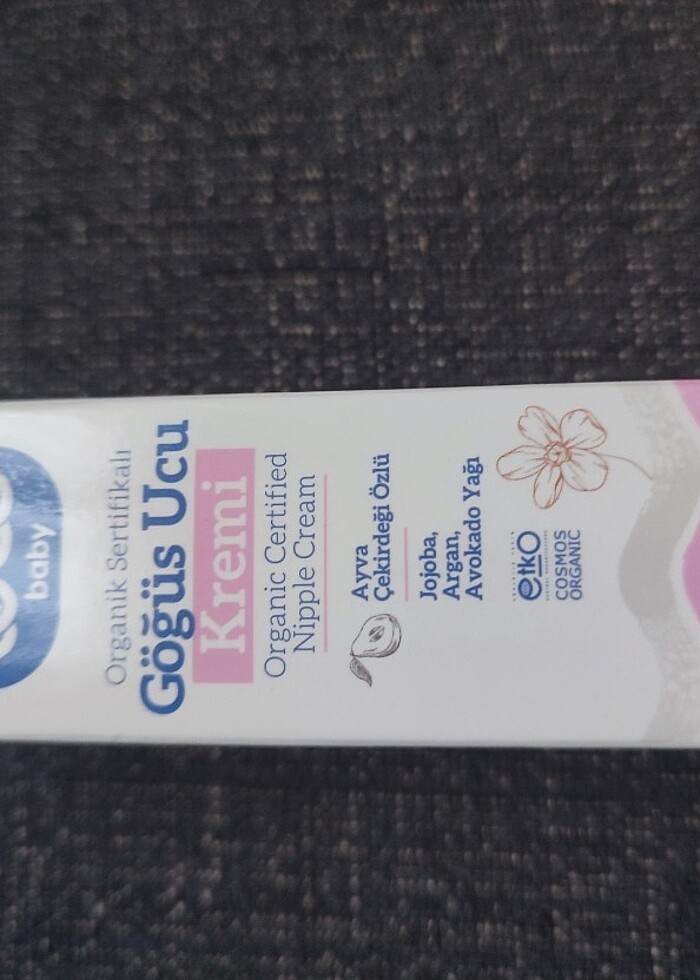 baby
Organik Sertifikalı
Göğüs Ucu
Kremi
Organic Certified
Nipple Cream
Ayva
Çekirdeği Özlü
Jojoba,
Argan,
Avokado Yağı
etkO
COSMOS
ORGANIC